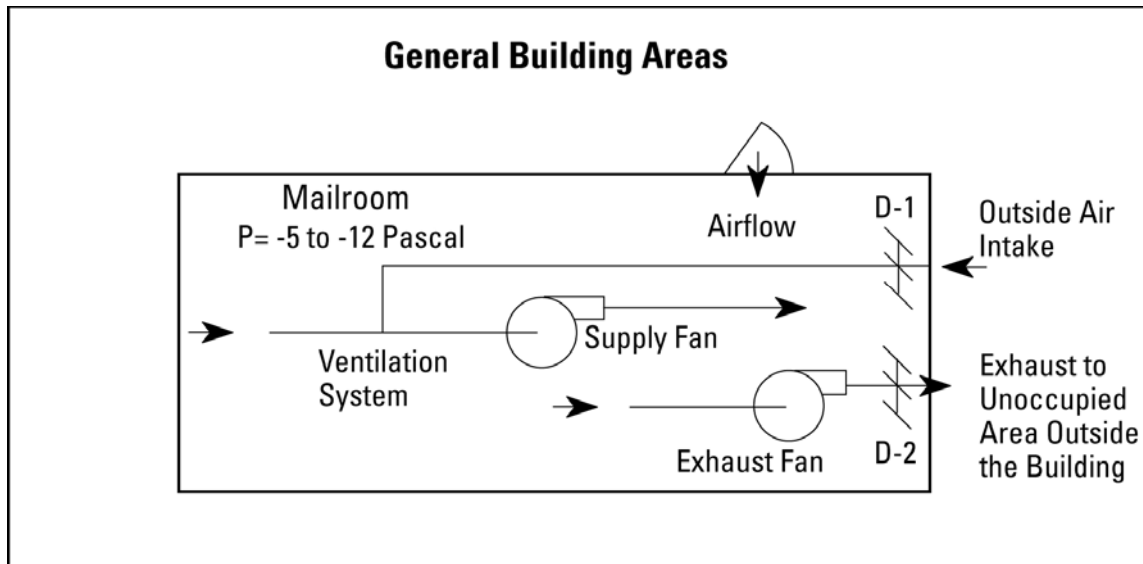 General Building Areas
Mailroom
P= -5 to -12 Pascal
Airflow
D-1
Outside Air
Intake
Supply Fan
Ventilation
System
Exhaust Fan
D-2
Exhaust to
Unoccupied
Area Outside
the Building